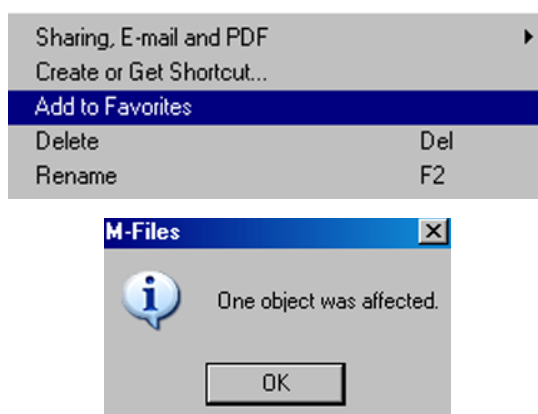 Sharing, E-mail and PDF
Create or Get Shortcut...
Add to Favorites
Delete Del
Rename F2
M-Files
One object was affected.
OK